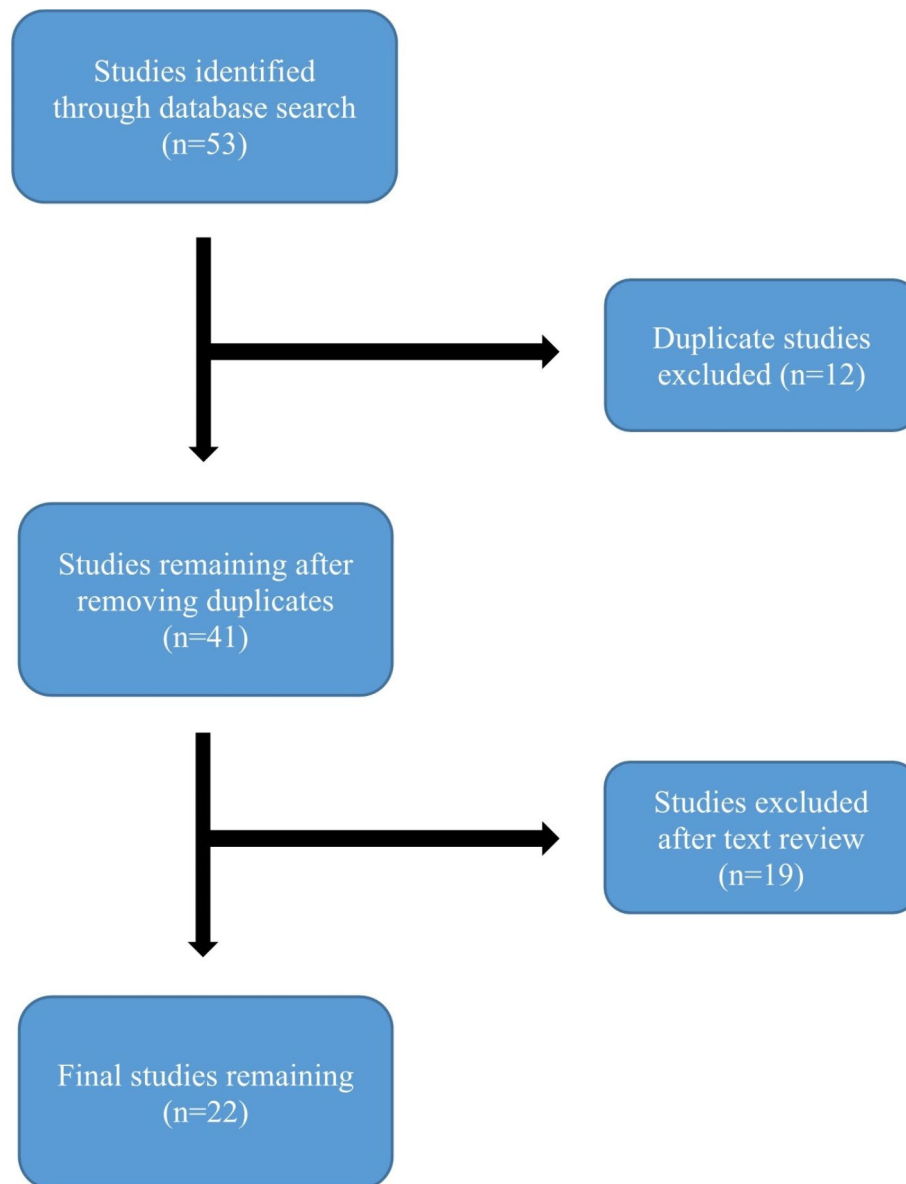 Studies identified
through database search
(n=53)
Duplicate studies
excluded (n=12)
Studies remaining after
removing duplicates
(n=41)
Studies excluded
after text review
(n=19)
Final studies remaining
(n=22)